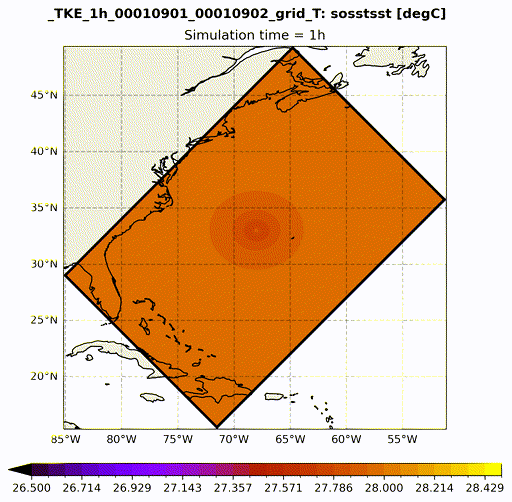 _TKE_1h_00010901_00010902_grid_T: sosstsst [degC]
Simulation time = 1h
45°N
40°N
35°N
30°N
25°N
20°N
85°W 80°W 75°W 70°W 65°W 60°W 55°W
26.500 26.714 26.929 27.143 27.357 27.571 27.786 28.000 28.214 28.429